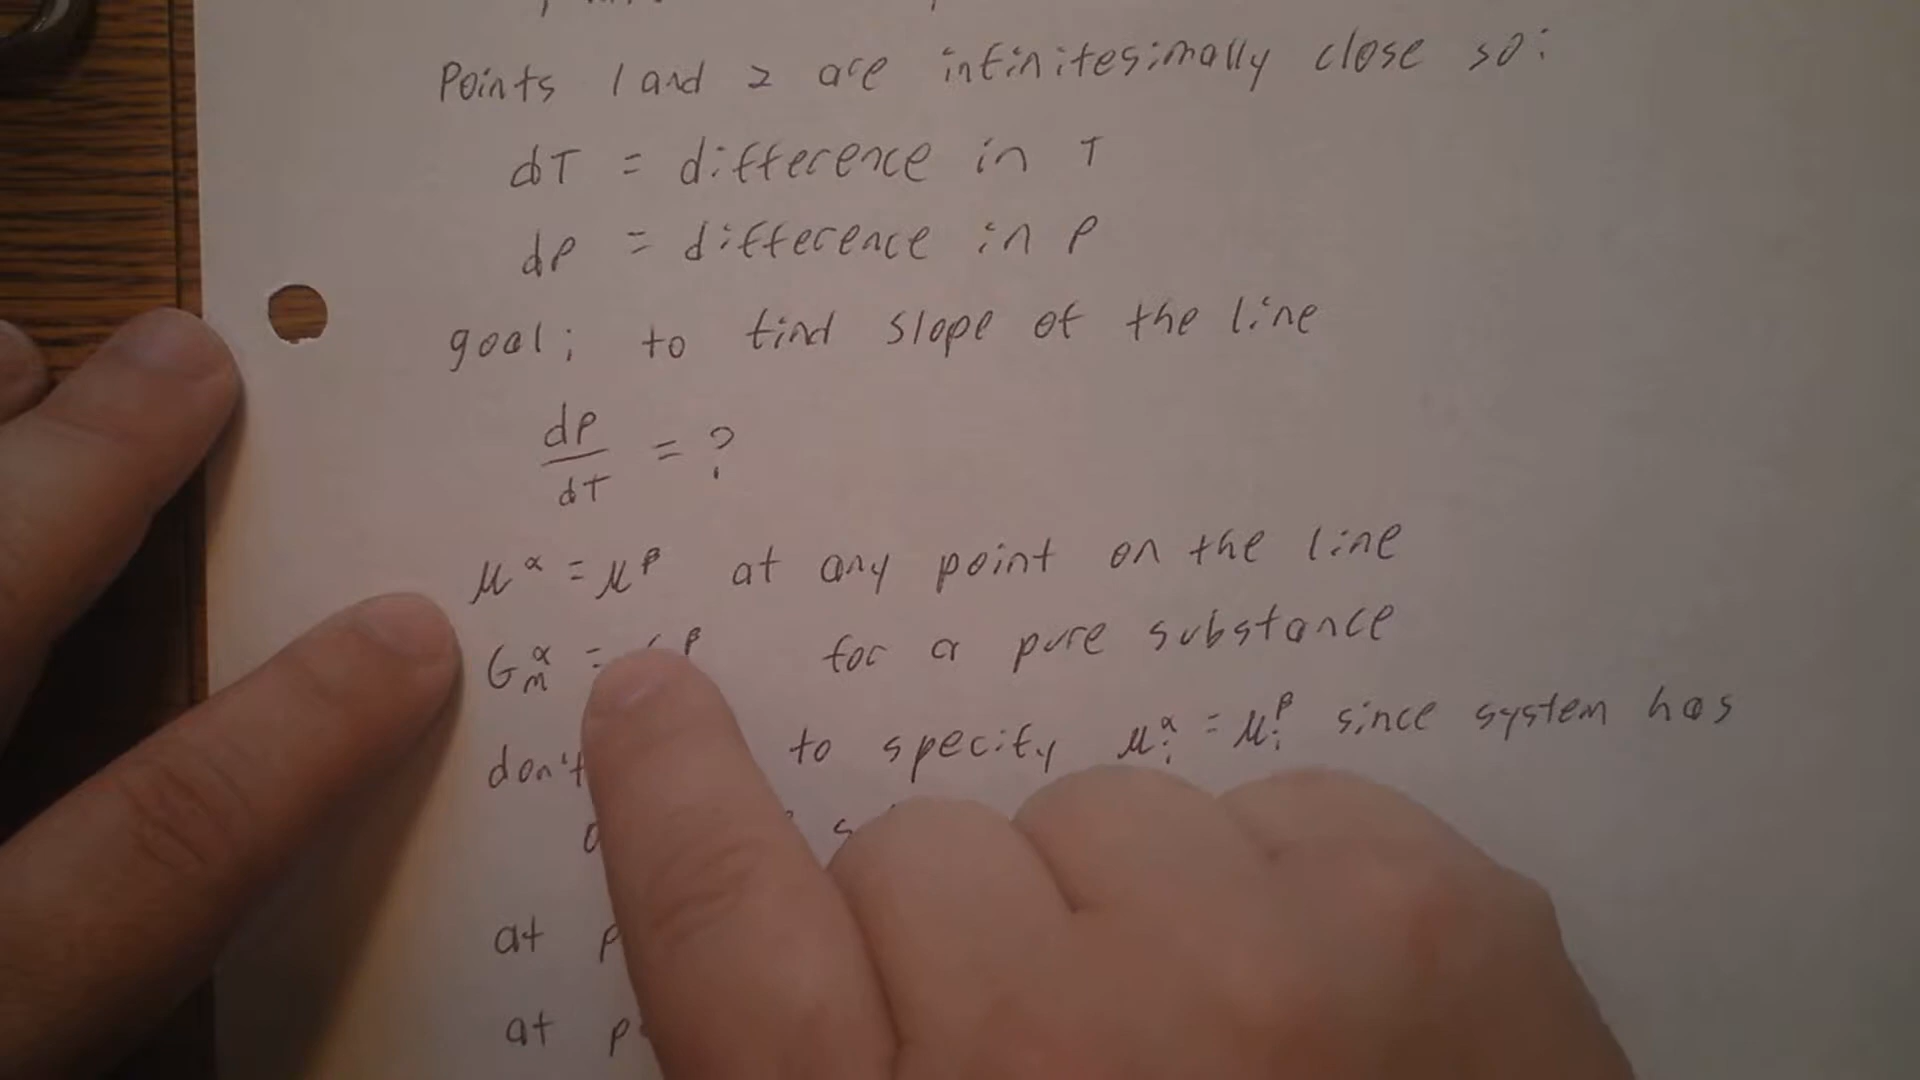 Points 1 and 2 are infinitesimally close so:
dT = difference in T
dP = difference in P
goal: to find slope of the line
dP/dT = ?
μ^α = μ^β at any point on the line
G_m^α = for a pure substance
don't to specify μ_i^α = μ_i^β since system has
at
at